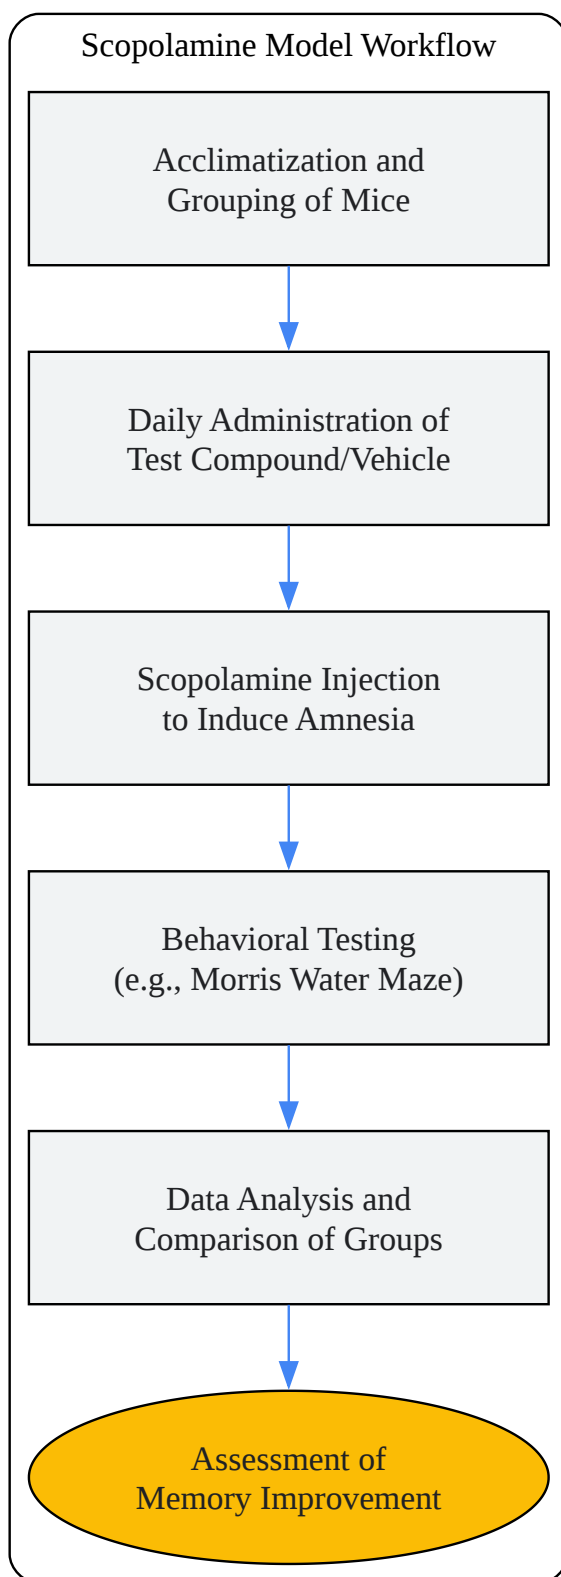 Scopolamine Model Workflow
Acclimatization and
Grouping of Mice
Daily Administration of
Test Compound/Vehicle
Scopolamine Injection
to Induce Amnesia
Behavioral Testing
(e.g., Morris Water Maze)
Data Analysis and
Comparison of Groups
Assessment of
Memory Improvement